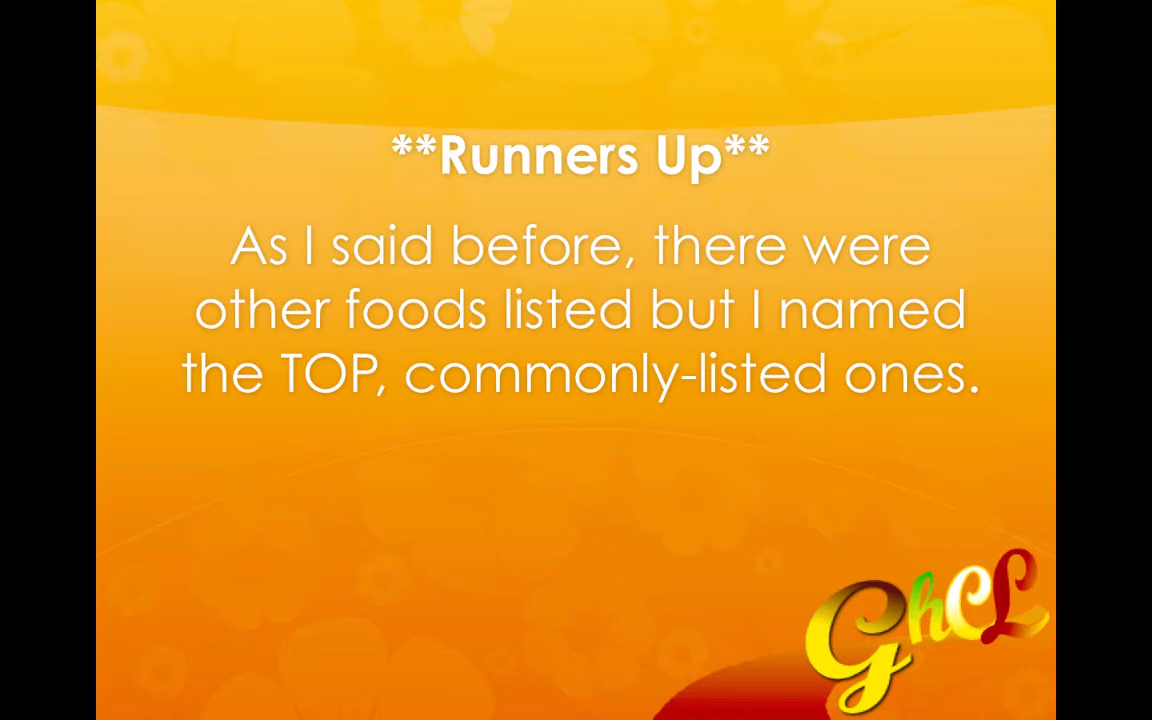 **Runners Up**
As I said before, there were
other foods listed but I named
the TOP, commonly-listed ones.
GhCL